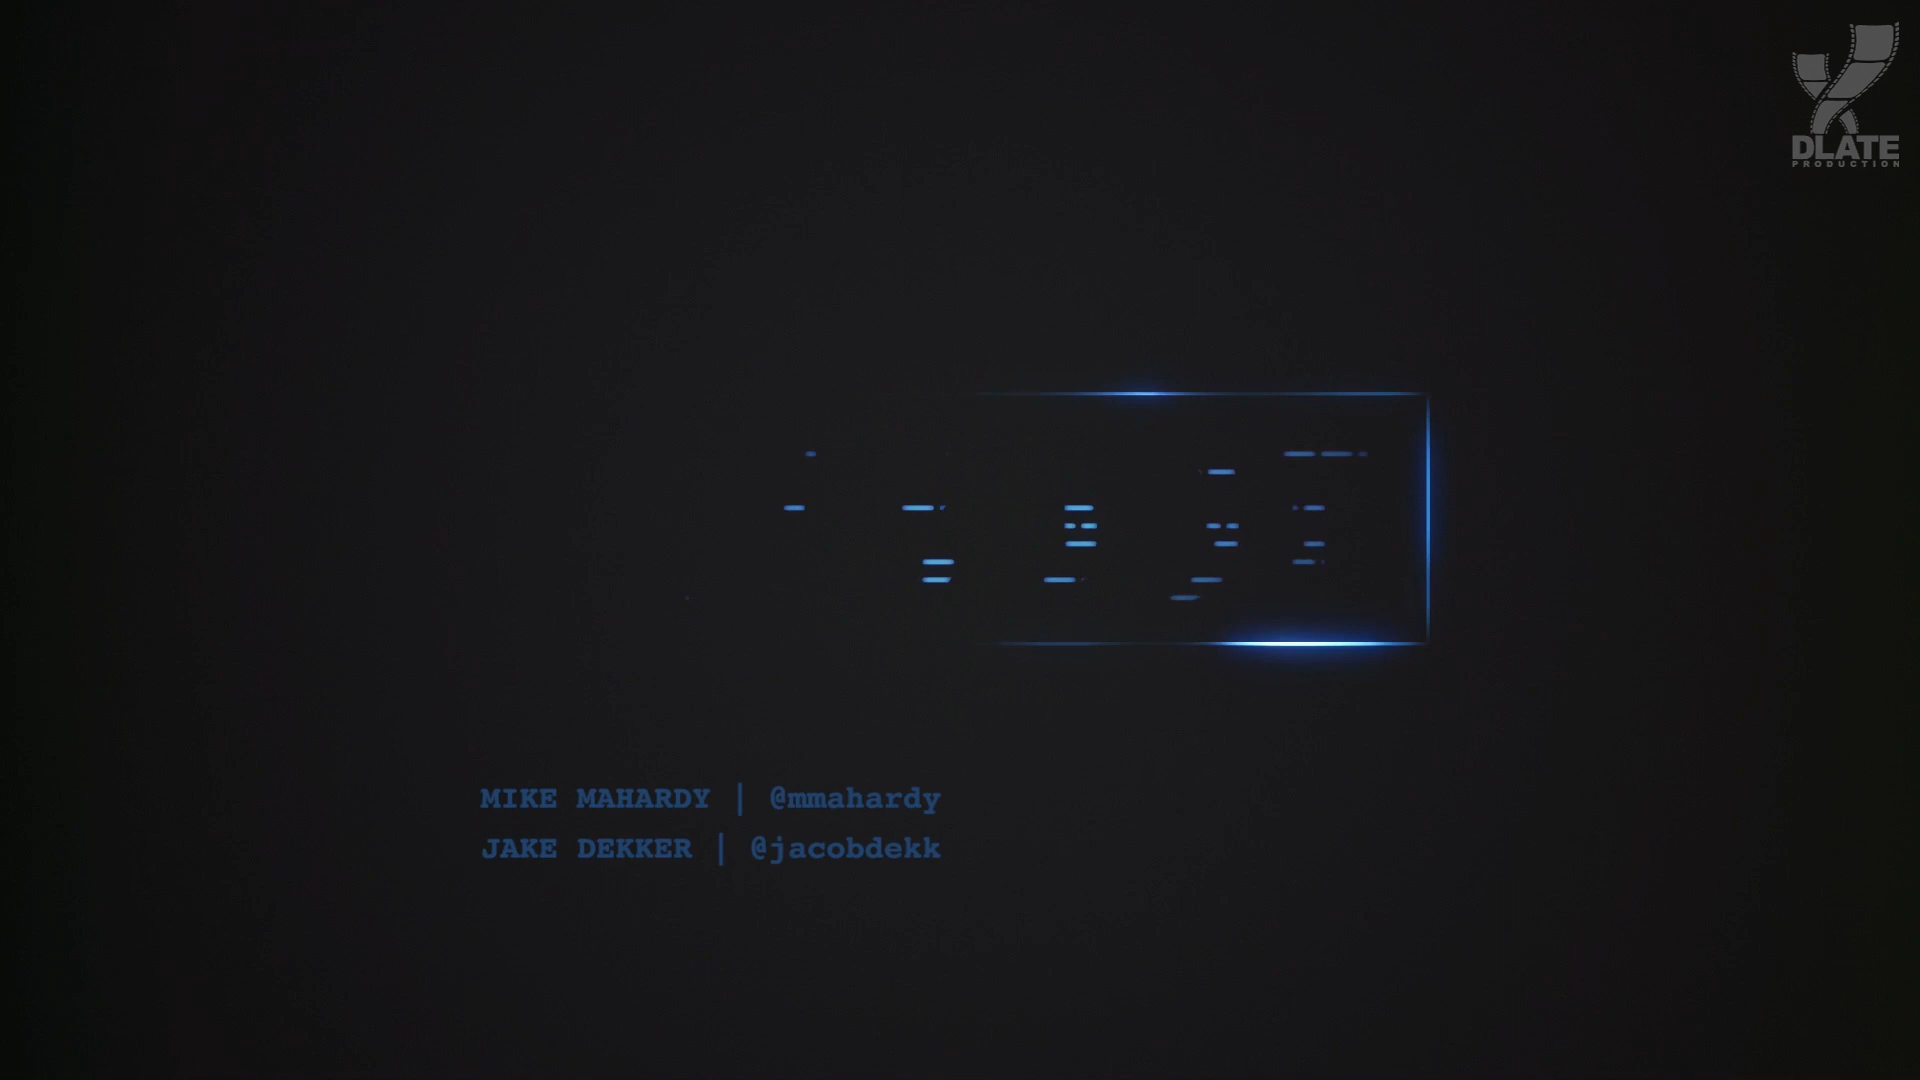 DLATE
PRODUCTION
MIKE MAHARDY | @mmahardy
JAKE DEKKER | @jacobdekk